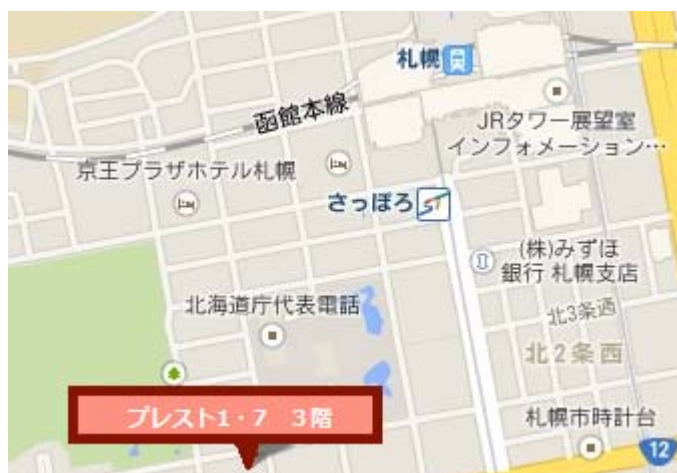 札幌
函館本線
JRタワー展望室
インフォメーション…
京王プラザホテル札幌
さっぽろ
(株)みずほ
銀行 札幌支店
北海道庁代表電話
北3条通
北2条西
プレスト1・7 3階
札幌市時計台
12